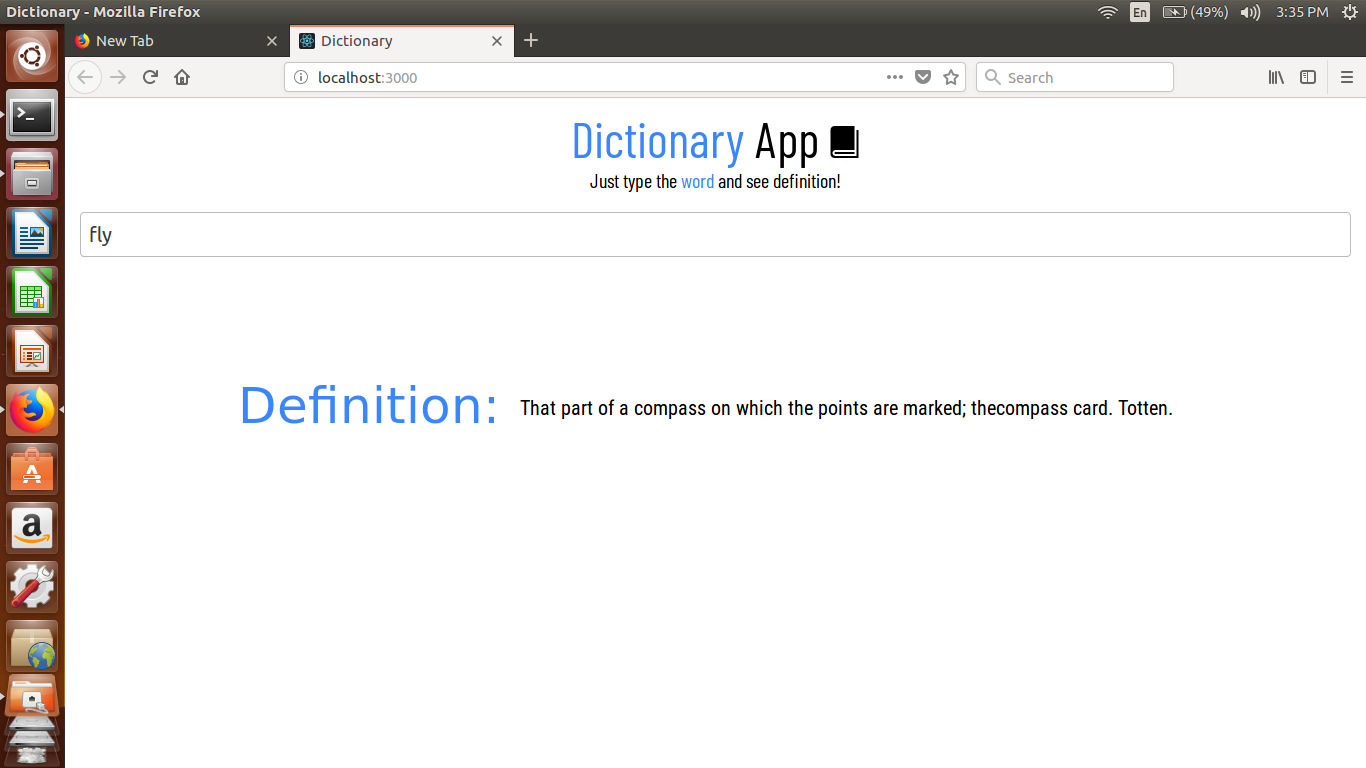 Dictionary - Mozilla Firefox
En (49%) 3:35 PM
New Tab
Dictionary
localhost:3000
Search
Dictionary App
Just type the word and see definition!
fly
Definition: That part of a compass on which the points are marked; thecompass card. Totten.